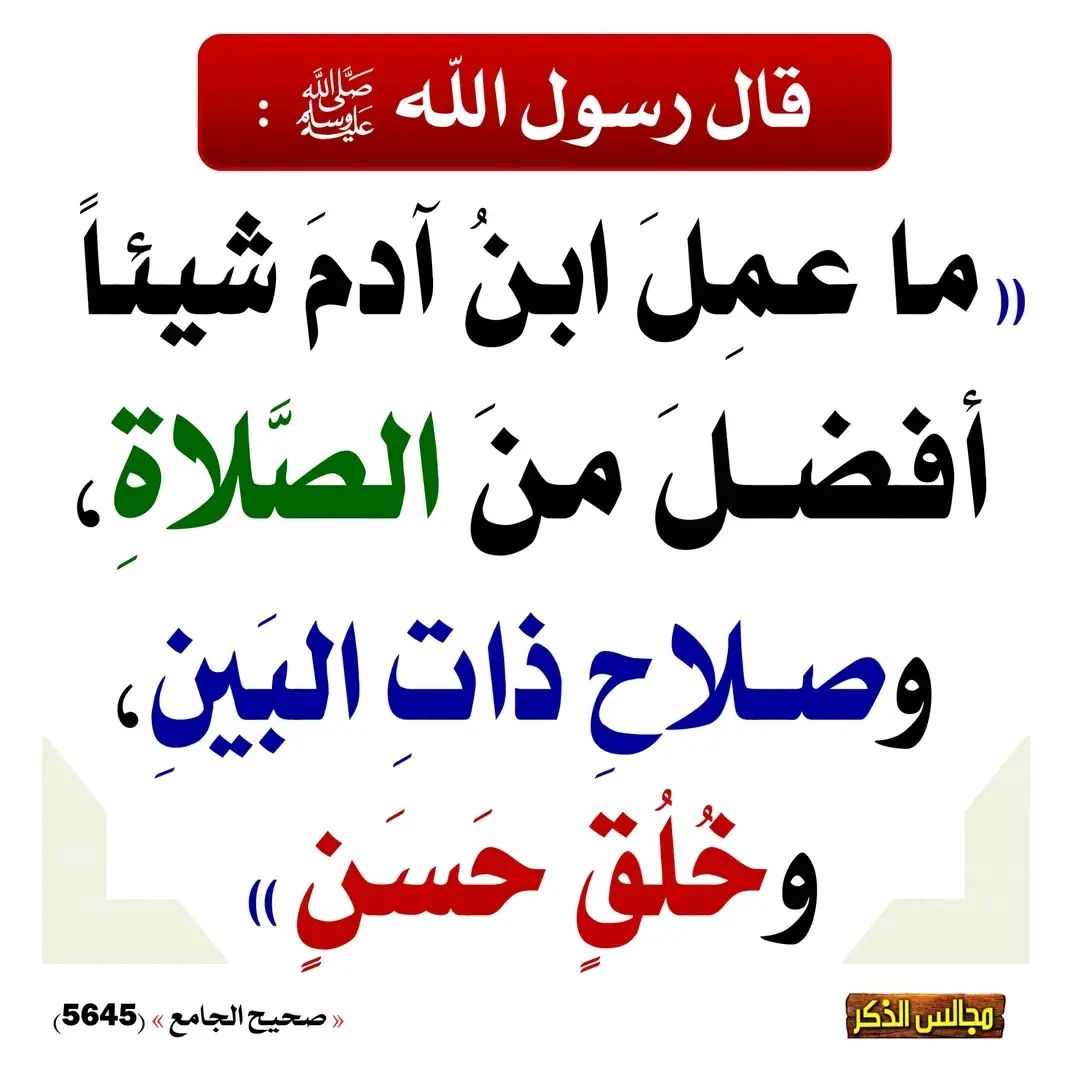 قال رسول الله ﷺ :
(( ما عمِلَ ابنُ آدمَ شيئاً
أفضلَ منَ الصَّلاةِ،
وصلاحِ ذاتِ البَينِ،
وخُلُقٍ حَسَنٍ ))
« صحيح الجامع » (5645)
مجالس الذكر